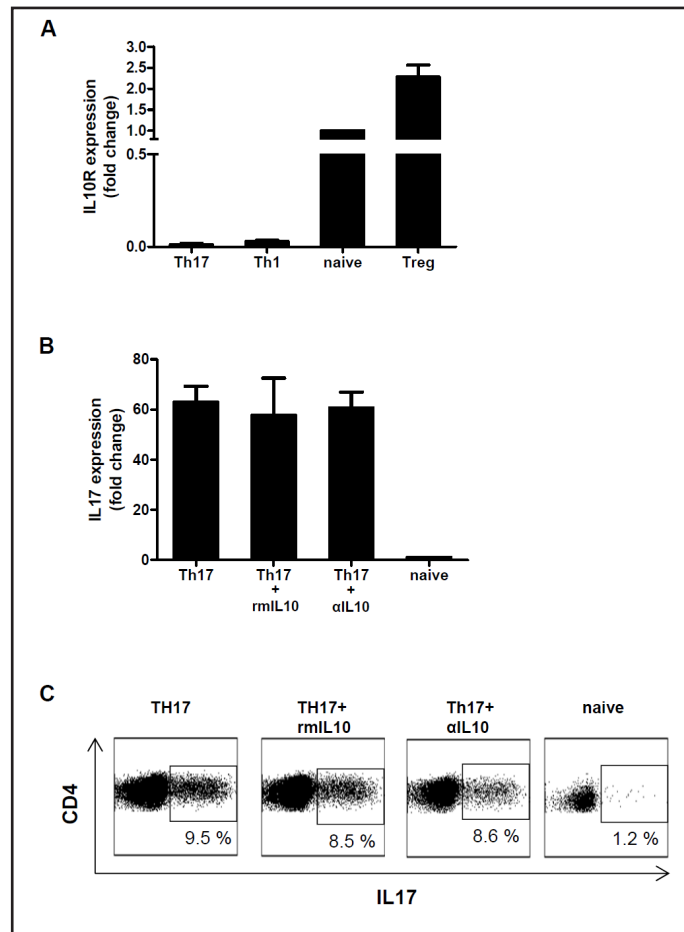 A
IL10R expression
(fold change)
3.0
2.5
2.0
1.5
1.0
0.5
0.0
Th17 Th1 naive Treg
B
IL17 expression
(fold change)
80
60
40
20
0
Th17 Th17 Th17 naive
+ +
rmIL10 αIL10
C
TH17 TH17+ Th17+ naive
rmIL10 αIL10
CD4
9.5 % 8.5 % 8.6 % 1.2 %
IL17